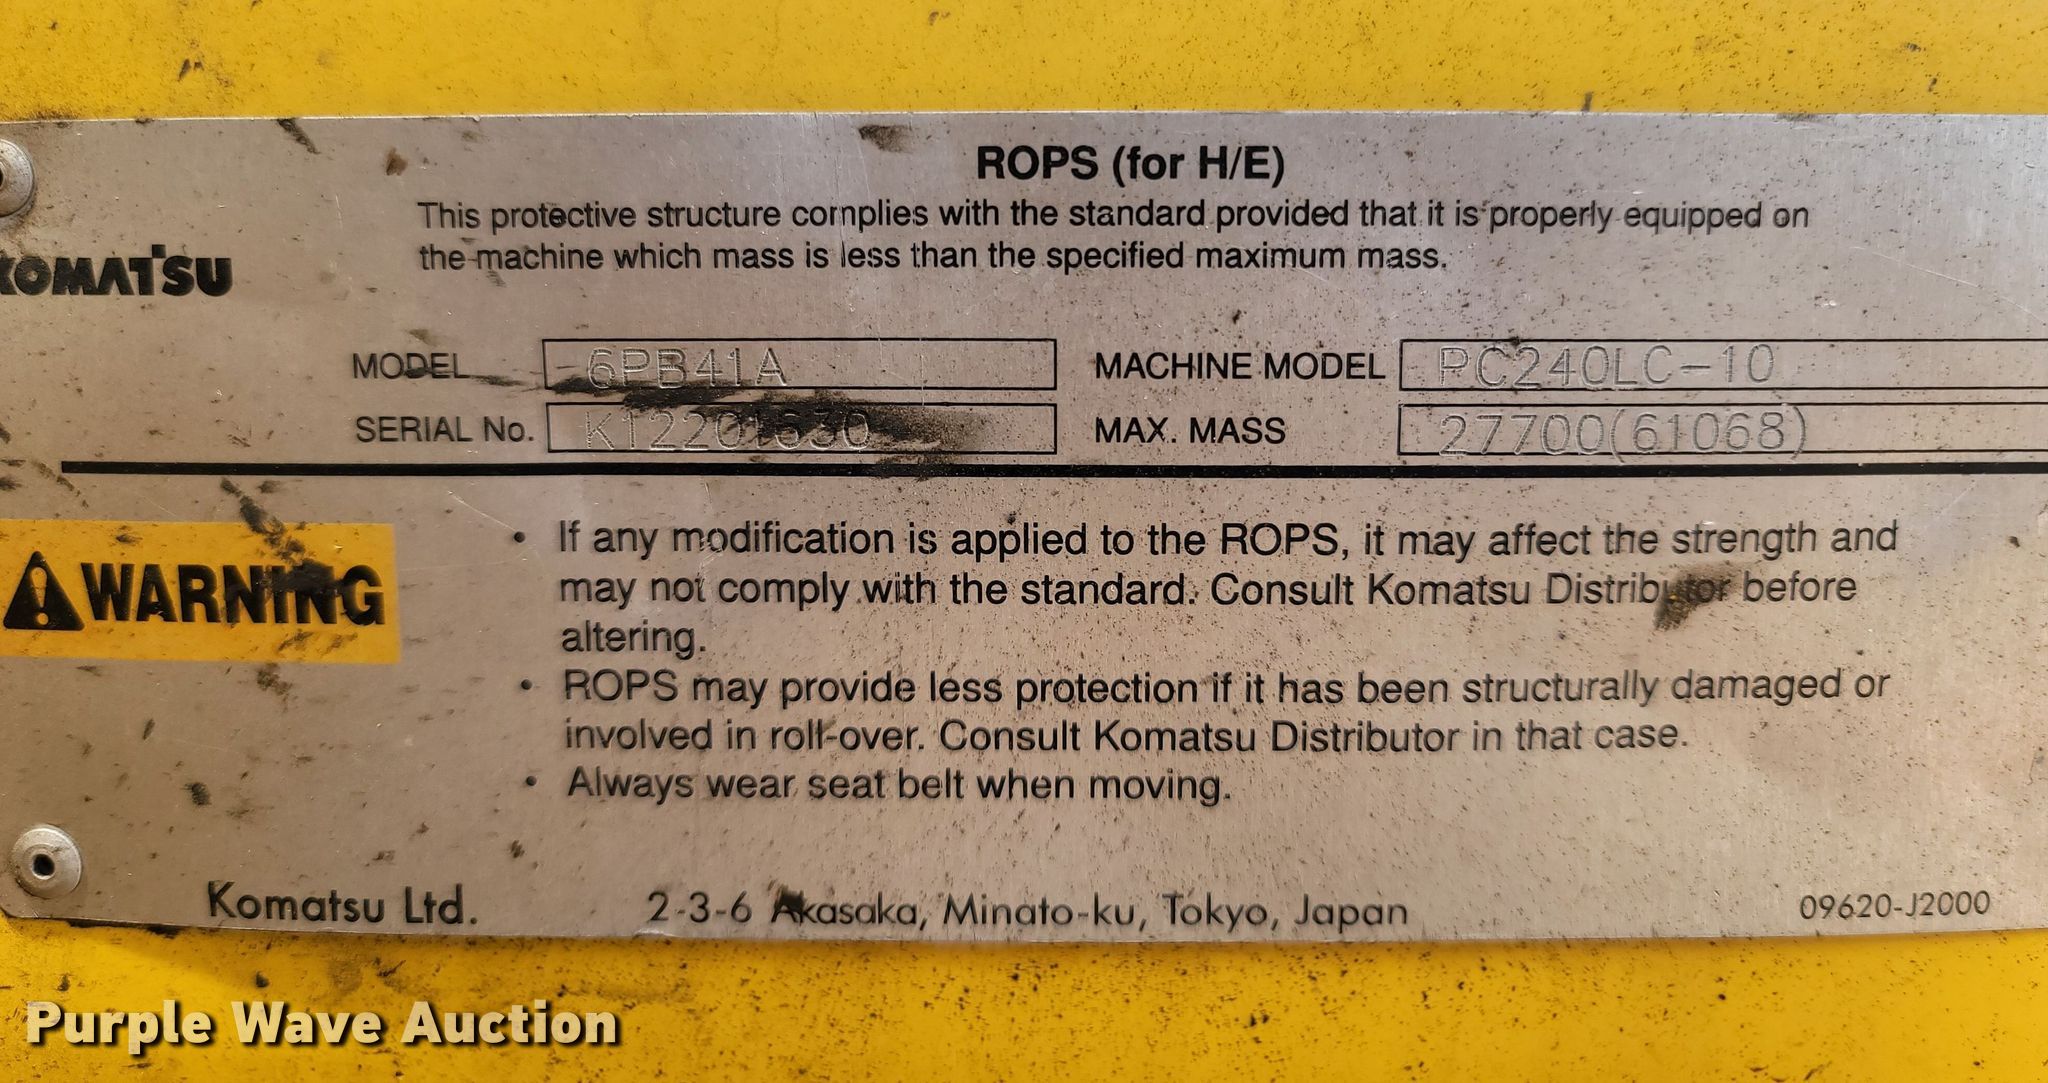 ROPS (for H/E)
This protective structure complies with the standard provided that it is properly equipped on
the machine which mass is less than the specified maximum mass.
KOMATSU
MODEL 6PB41A MACHINE MODEL PC240LC-10
SERIAL No. MAX. MASS 27700(61068)
WARNING
• If any modification is applied to the ROPS, it may affect the strength and
may not comply with the standard. Consult Komatsu Distributor before
altering.
• ROPS may provide less protection if it has been structurally damaged or
involved in roll-over. Consult Komatsu Distributor in that case.
• Always wear seat belt when moving.
Komatsu Ltd. 2-3-6 Akasaka, Minato-ku, Tokyo, Japan 09620-J2000
Purple Wave Auction